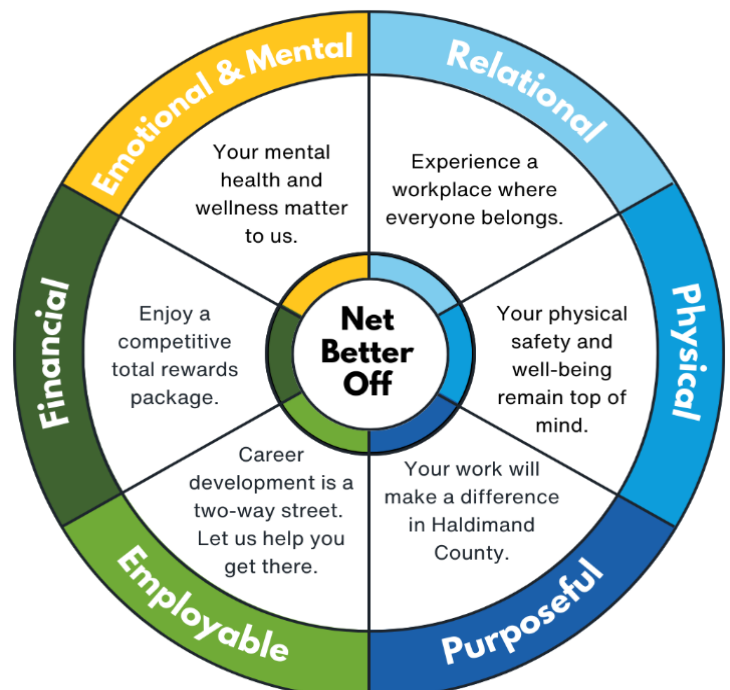 Emotional & Mental
Your mental
health and
wellness matter
to us.
Relational
Experience a
workplace where
everyone belongs.
Physical
Your physical
safety and
well-being
remain top of
mind.
Purposeful
Your work will
make a difference
in Haldimand
County.
Employable
Career
development is a
two-way street.
Let us help you
get there.
Financial
Enjoy a
competitive
total rewards
package.
Net
Better
Off